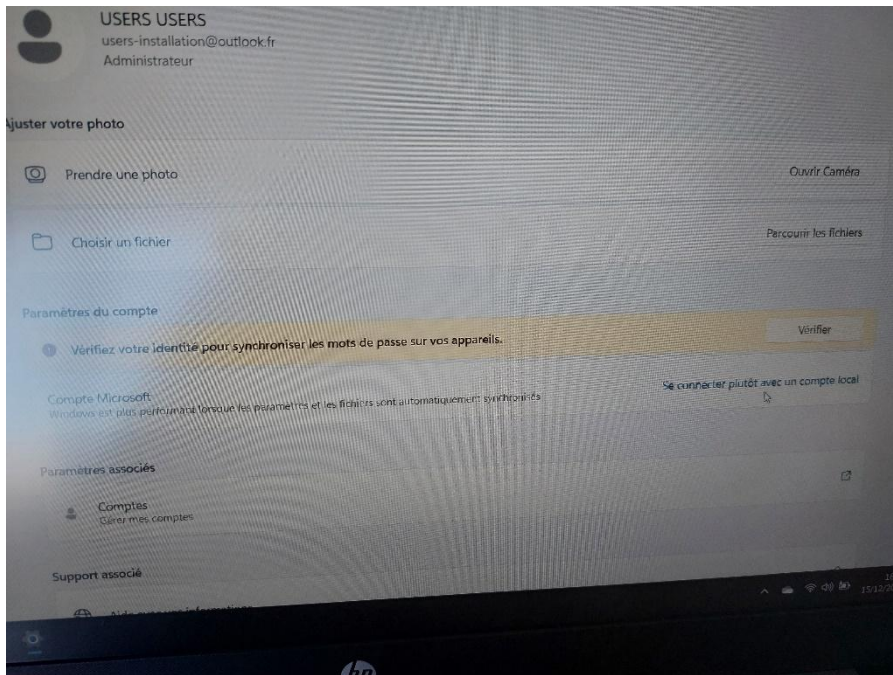 USERS USERS
users-installation@outlook.fr
Administrateur
Ajuster votre photo
Prendre une photo
Ouvrir Caméra
Choisir un fichier
Parcourir les fichiers
Paramètres du compte
Vérifiez votre identité pour synchroniser les mots de passe sur vos appareils.
Vérifier
Compte Microsoft
Se connecter plutôt avec un compte local
Windows est plus performant lorsque les paramètres et les fichiers sont automatiquement synchronisés
Paramètres associés
Comptes
Gérer mes comptes
Support associé
15/12/20
hp